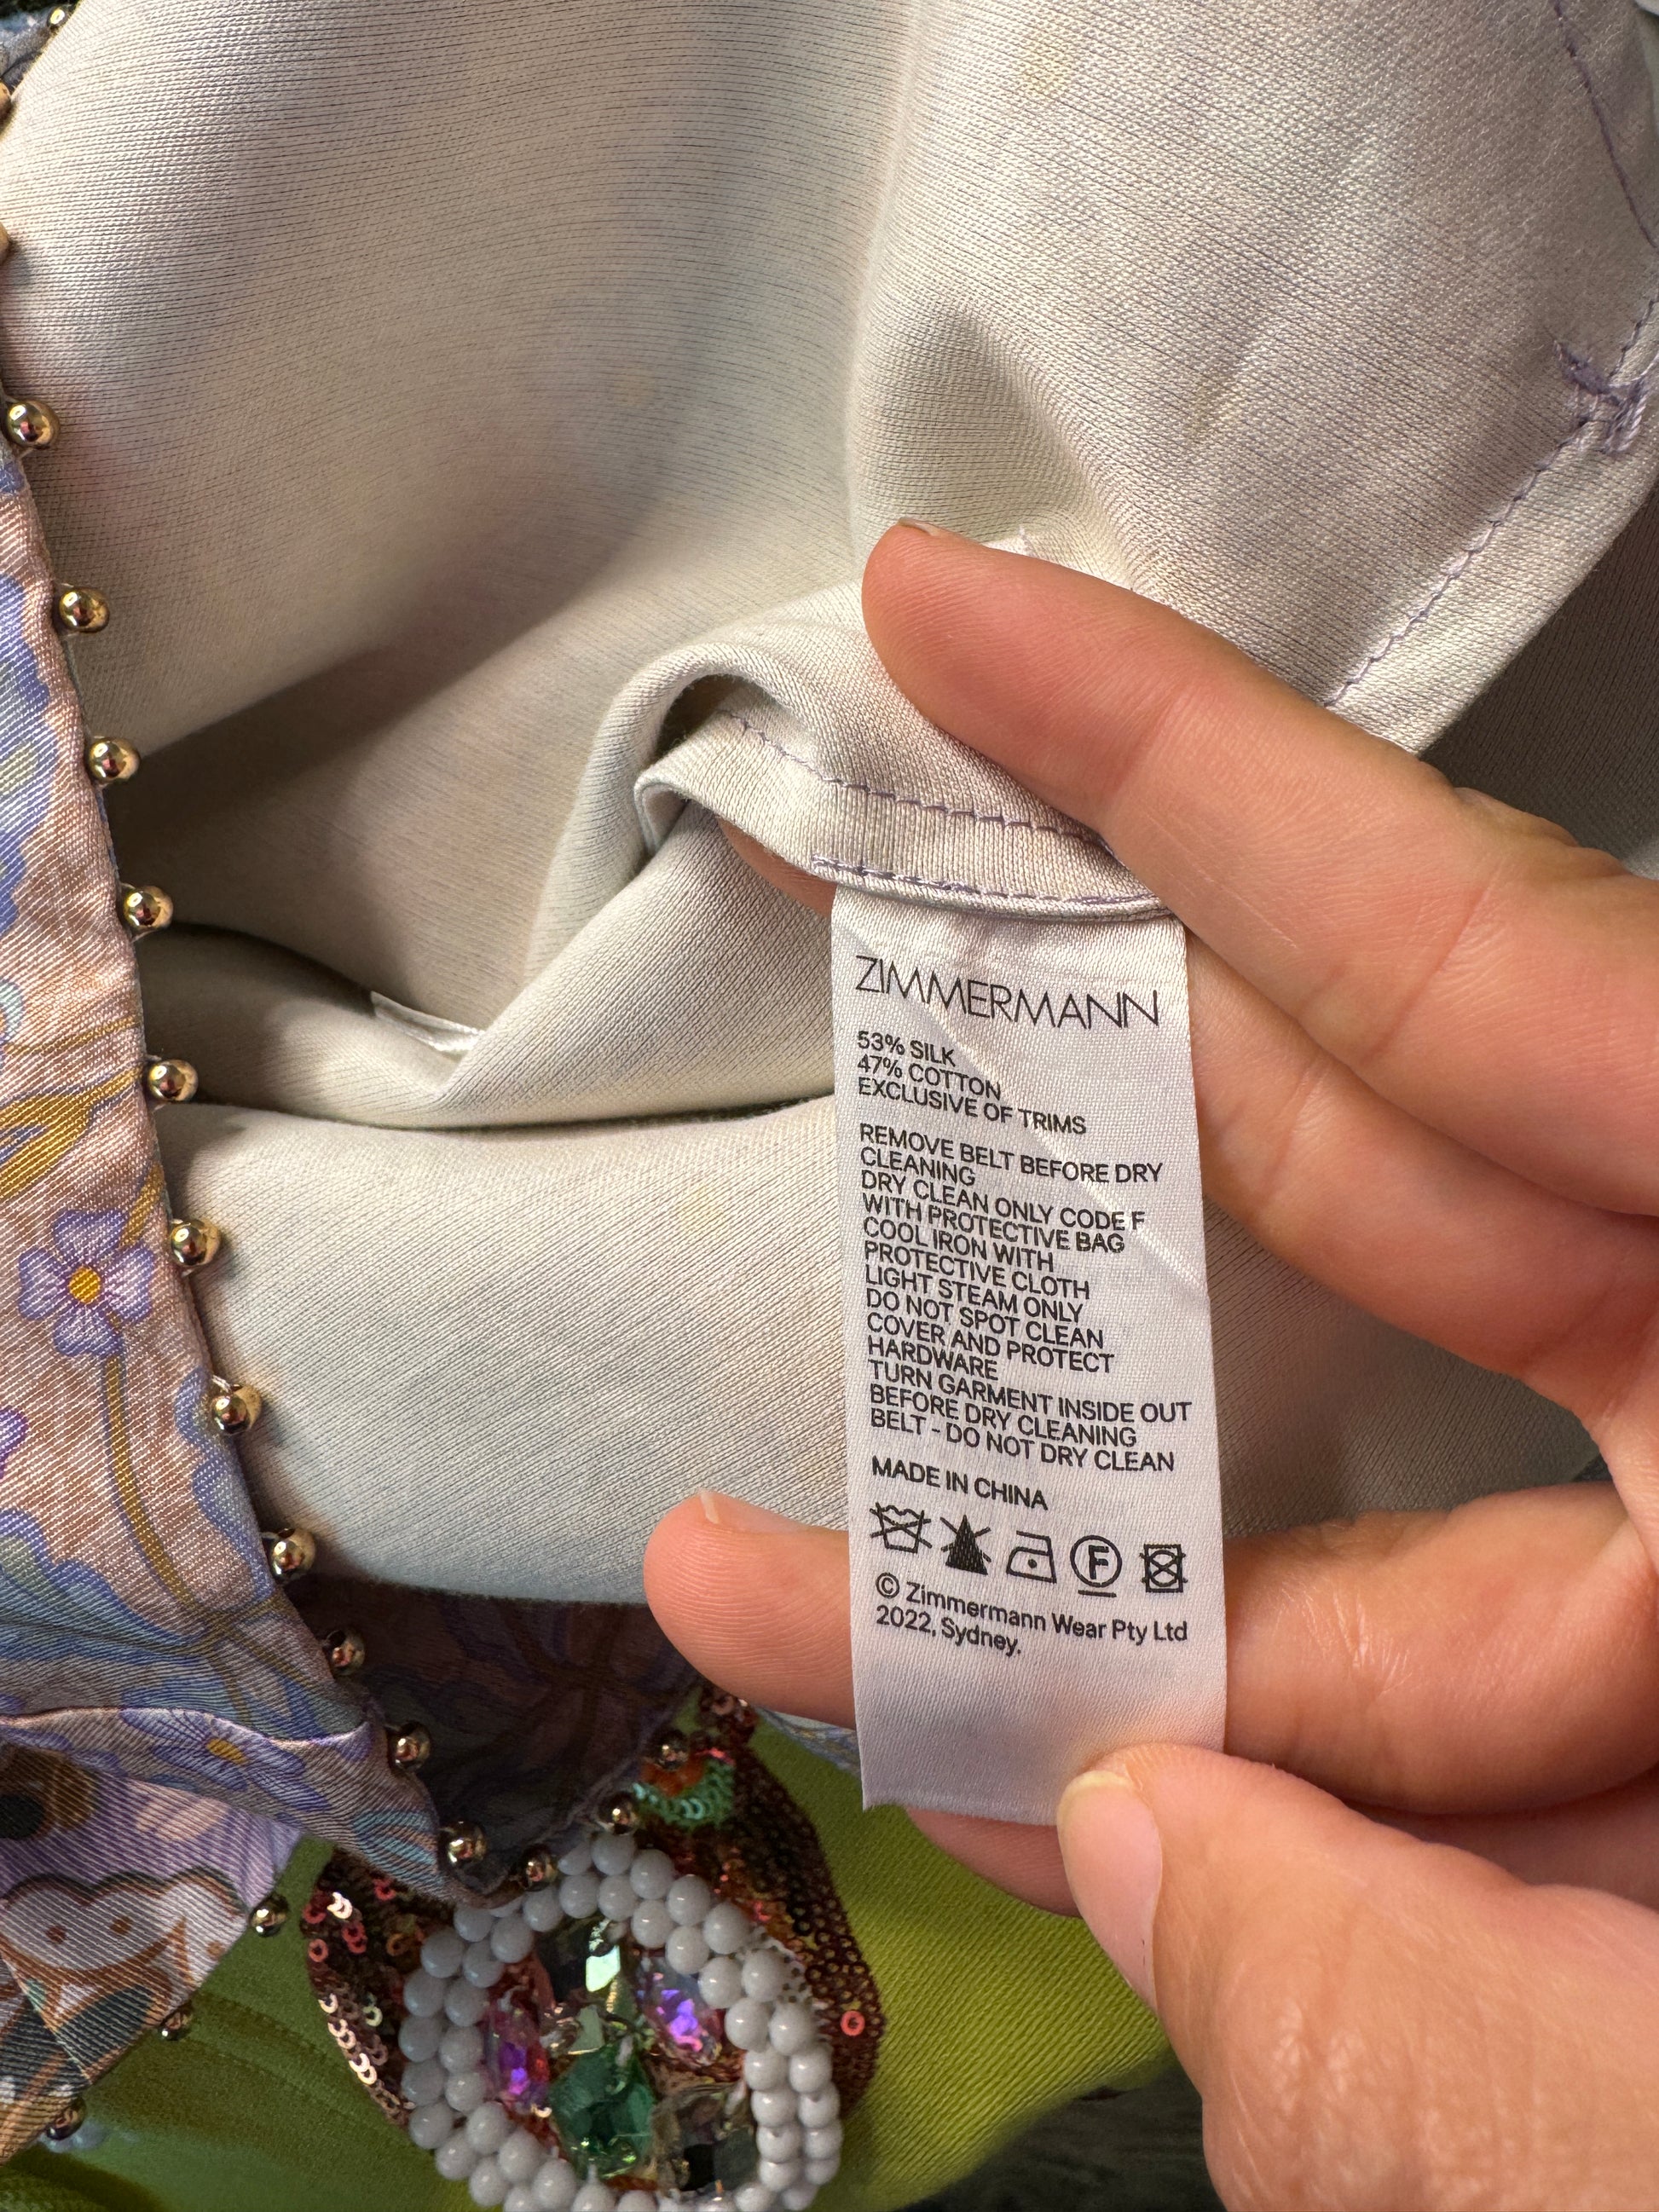 ZIMMERMANN
53% SILK
47% COTTON
EXCLUSIVE OF TRIMS
REMOVE BELT BEFORE DRY
CLEANING
DRY CLEAN ONLY CODE F
WITH PROTECTIVE BAG
COOL IRON WITH
PROTECTIVE CLOTH
LIGHT STEAM ONLY
DO NOT SPOT CLEAN
COVER AND PROTECT
HARDWARE
TURN GARMENT INSIDE OUT
BEFORE DRY CLEANING
BELT - DO NOT DRY CLEAN
MADE IN CHINA
F
© Zimmermann Wear Pty Ltd
2022, Sydney.